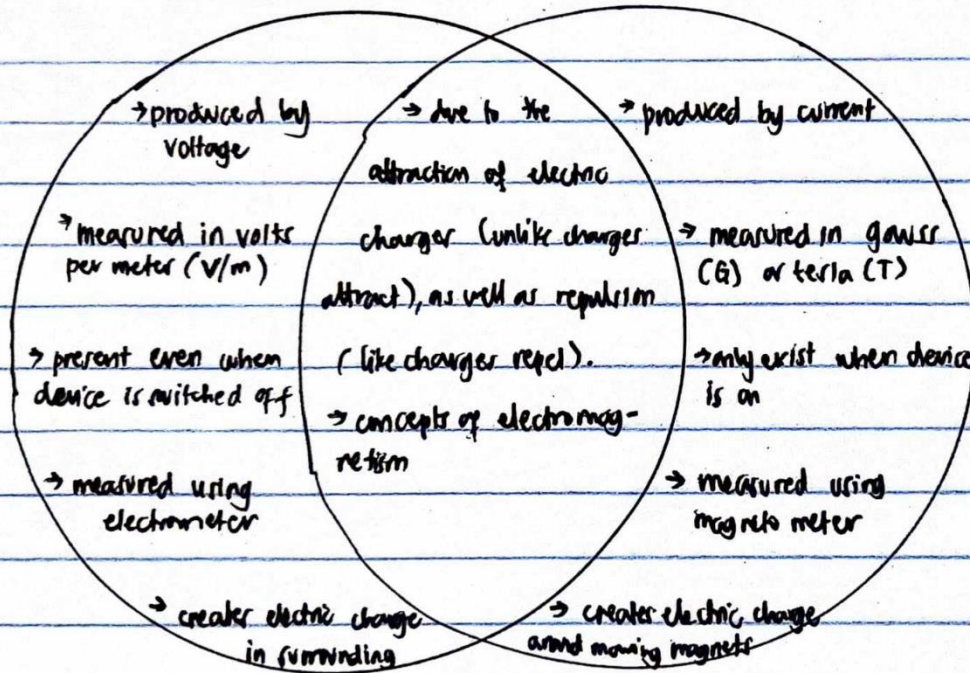 → produced by
voltage
→ measured in volts
per meter (V/m)
→ present even when
device is switched off
→ measured using
electrometer
→ creates electric charge
in surrounding
→ due to the
attraction of electric
charges (unlike charges
attract), as well as repulsion
(like charges repel).
→ concepts of electromag-
netism
→ produced by current
→ measured in gauss
(G) or tesla (T)
→ only exist when device
is on
→ measured using
magneto meter
→ creates electric charge
around moving magnets